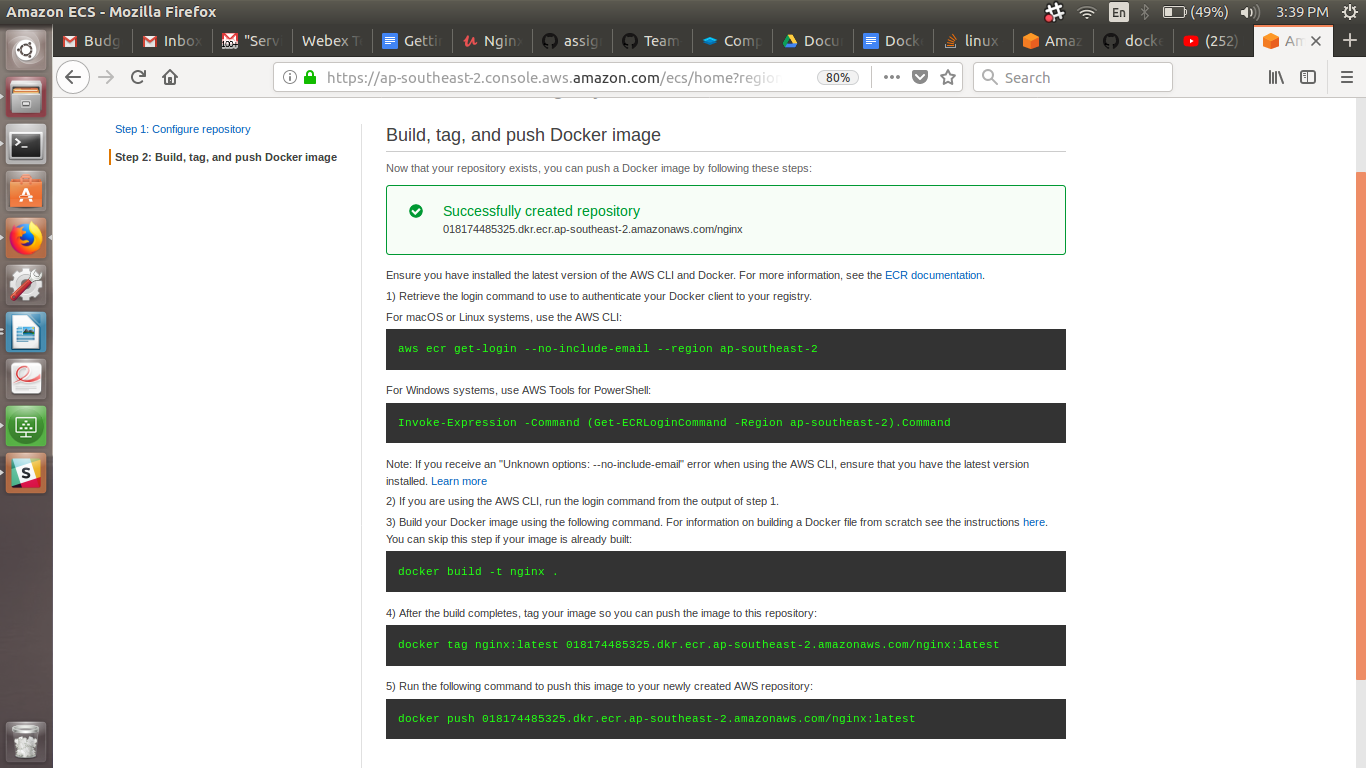 Amazon ECS - Mozilla Firefox
En
(49%)
3:39 PM
Budg
Inbo
100+
"Serv
Webex T
Getti
Ngin
assig
Team
Comp
Docu
Dock
linux
Amaz
docke
(252)
Am
https://ap-southeast-2.console.aws.amazon.com/ecs/home?region
80%
Search
Step 1: Configure repository
Step 2: Build, tag, and push Docker image
Build, tag, and push Docker image
Now that your repository exists, you can push a Docker image by following these steps:
Successfully created repository
018174485325.dkr.ecr.ap-southeast-2.amazonaws.com/nginx
Ensure you have installed the latest version of the AWS CLI and Docker. For more information, see the ECR documentation.
1) Retrieve the login command to use to authenticate your Docker client to your registry.
For macOS or Linux systems, use the AWS CLI:
aws ecr get-login --no-include-email --region ap-southeast-2
For Windows systems, use AWS Tools for PowerShell:
Invoke-Expression -Command (Get-ECRLoginCommand -Region ap-southeast-2).Command
Note: If you receive an "Unknown options: --no-include-email" error when using the AWS CLI, ensure that you have the latest version
installed. Learn more
2) If you are using the AWS CLI, run the login command from the output of step 1.
3) Build your Docker image using the following command. For information on building a Docker file from scratch see the instructions here.
You can skip this step if your image is already built:
docker build -t nginx .
4) After the build completes, tag your image so you can push the image to this repository:
docker tag nginx:latest 018174485325.dkr.ecr.ap-southeast-2.amazonaws.com/nginx:latest
5) Run the following command to push this image to your newly created AWS repository:
docker push 018174485325.dkr.ecr.ap-southeast-2.amazonaws.com/nginx:latest